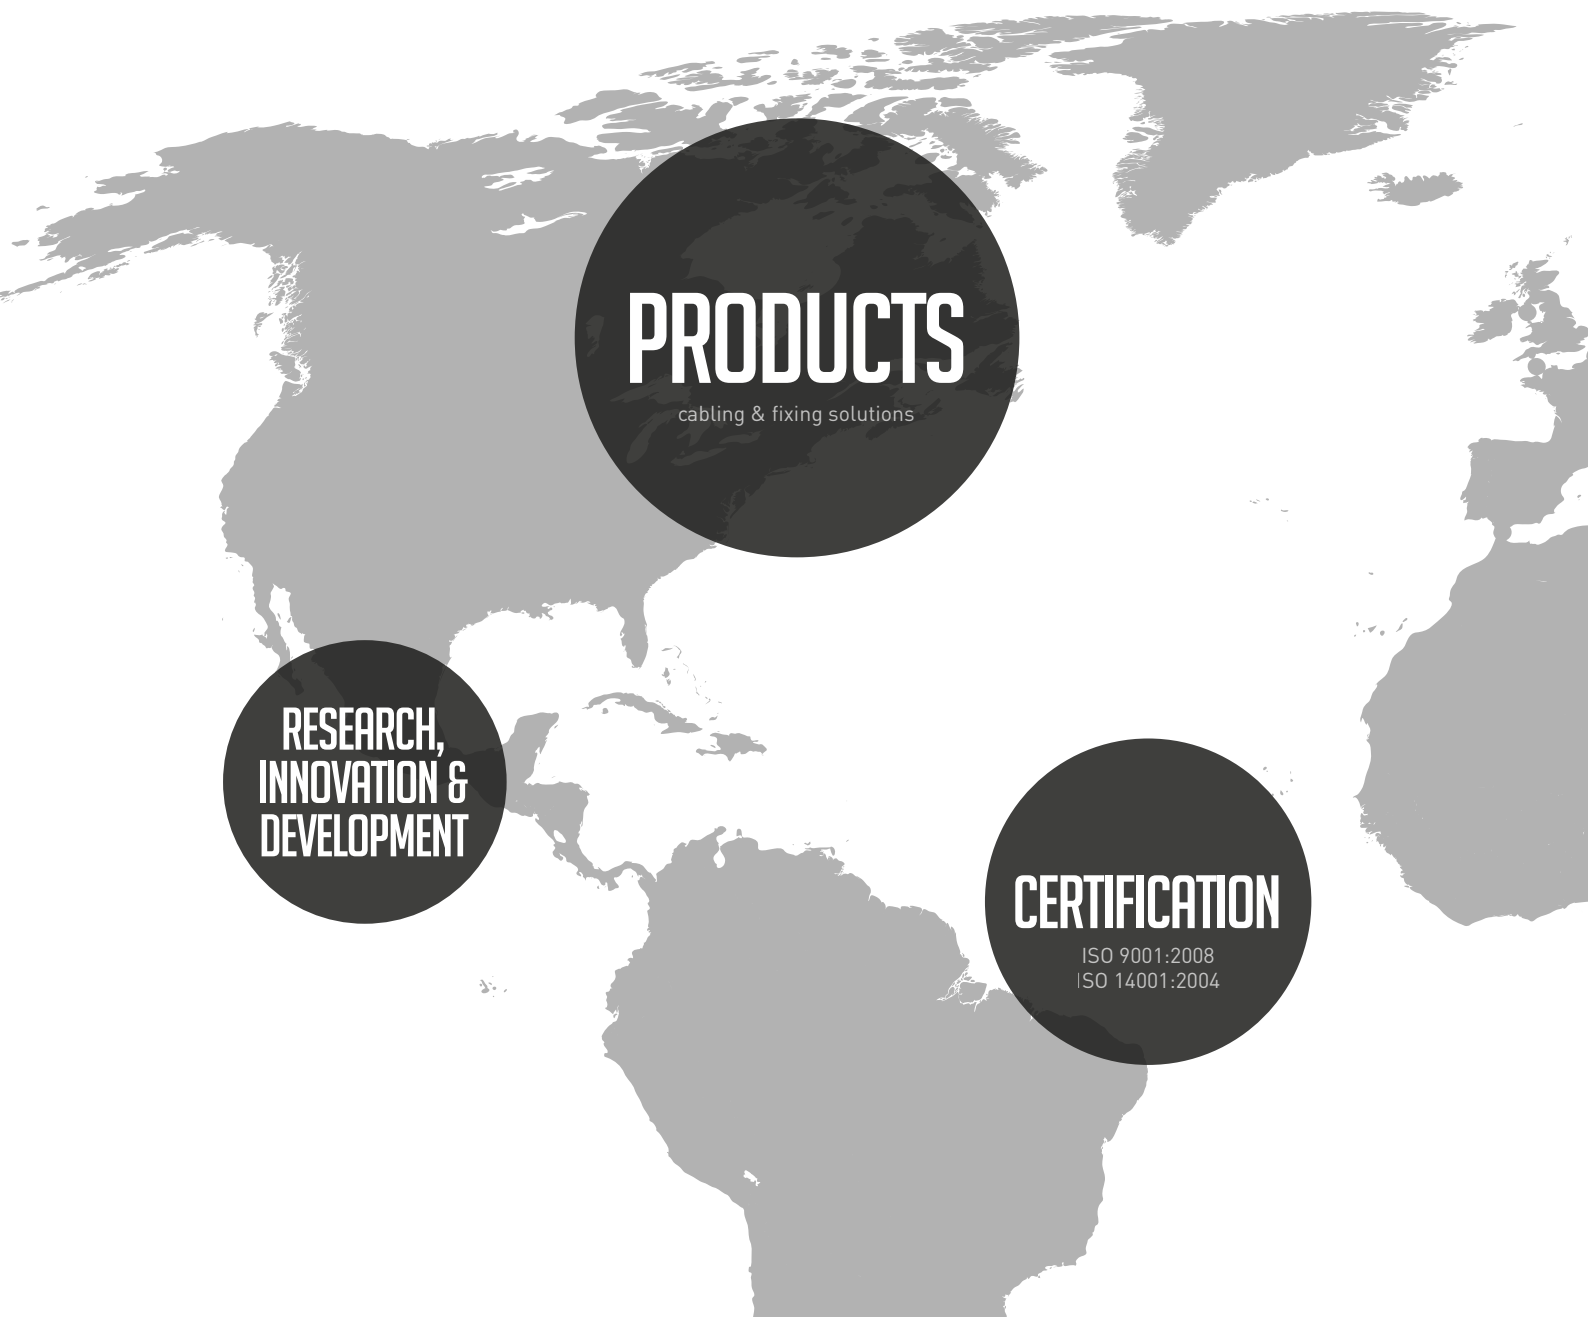 PRODUCTS
cabling & fixing solutions
RESEARCH,
INNOVATION &
DEVELOPMENT
CERTIFICATION
ISO 9001:2008
ISO 14001:2004